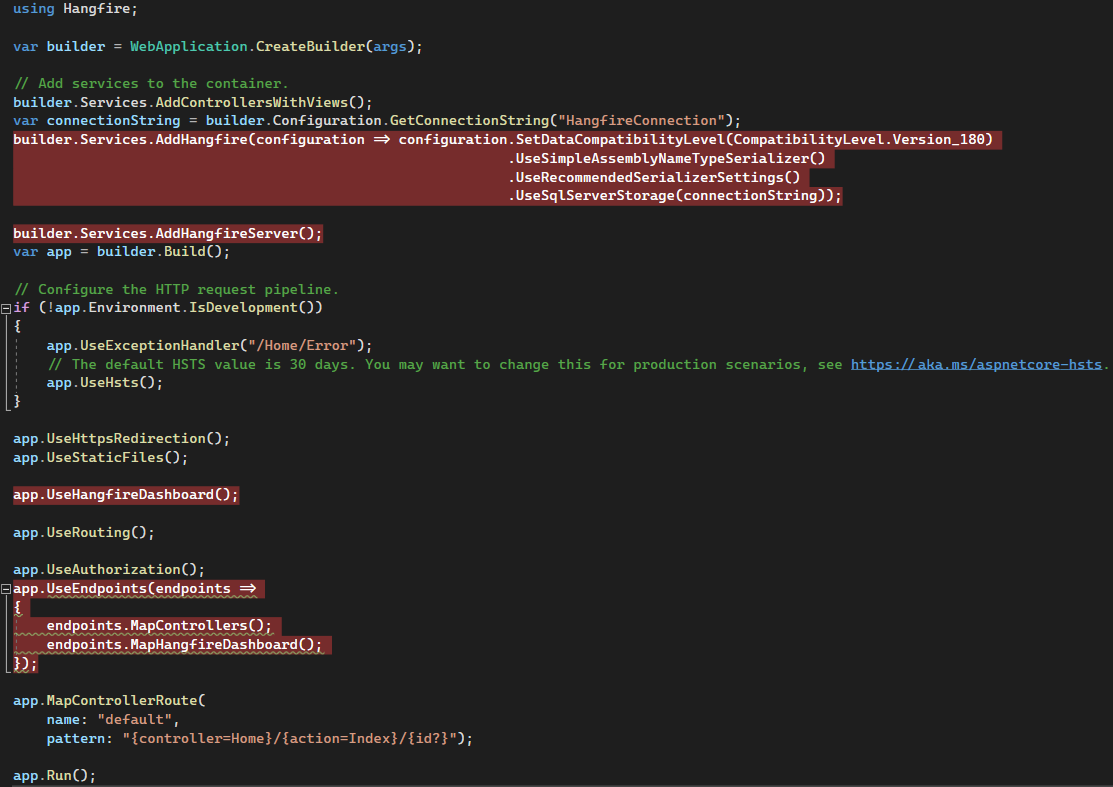 using Hangfire;
var builder = WebApplication.CreateBuilder(args);
// Add services to the container.
builder.Services.AddControllersWithViews();
var connectionString = builder.Configuration.GetConnectionString("HangfireConnection");
builder.Services.AddHangfire(configuration => configuration.SetDataCompatibilityLevel(CompatibilityLevel.Version_180)
.UseSimpleAssemblyNameTypeSerializer()
.UseRecommendedSerializerSettings()
.UseSqlServerStorage(connectionString));
builder.Services.AddHangfireServer();
var app = builder.Build();
// Configure the HTTP request pipeline.
if (!app.Environment.IsDevelopment())
{
app.UseExceptionHandler("/Home/Error");
// The default HSTS value is 30 days. You may want to change this for production scenarios, see https://aka.ms/aspnetcore-hsts.
app.UseHsts();
}
app.UseHttpsRedirection();
app.UseStaticFiles();
app.UseHangfireDashboard();
app.UseRouting();
app.UseAuthorization();
app.UseEndpoints(endpoints =>
{
endpoints.MapControllers();
endpoints.MapHangfireDashboard();
});
app.MapControllerRoute(
name: "default",
pattern: "{controller=Home}/{action=Index}/{id?}");
app.Run();